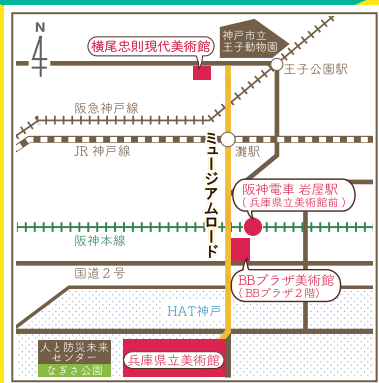 N
横尾忠則現代美術館
神戸市立
王子動物園
王子公園駅
阪急神戸線
JR 神戸線
灘駅
ミュージアムロード
阪神電車 岩屋駅
(兵庫県立美術館前)
阪神本線
国道2号
BBプラザ美術館
(BBプラザ2階)
HAT神戸
人と防災未来
センター
なぎさ公園
兵庫県立美術館